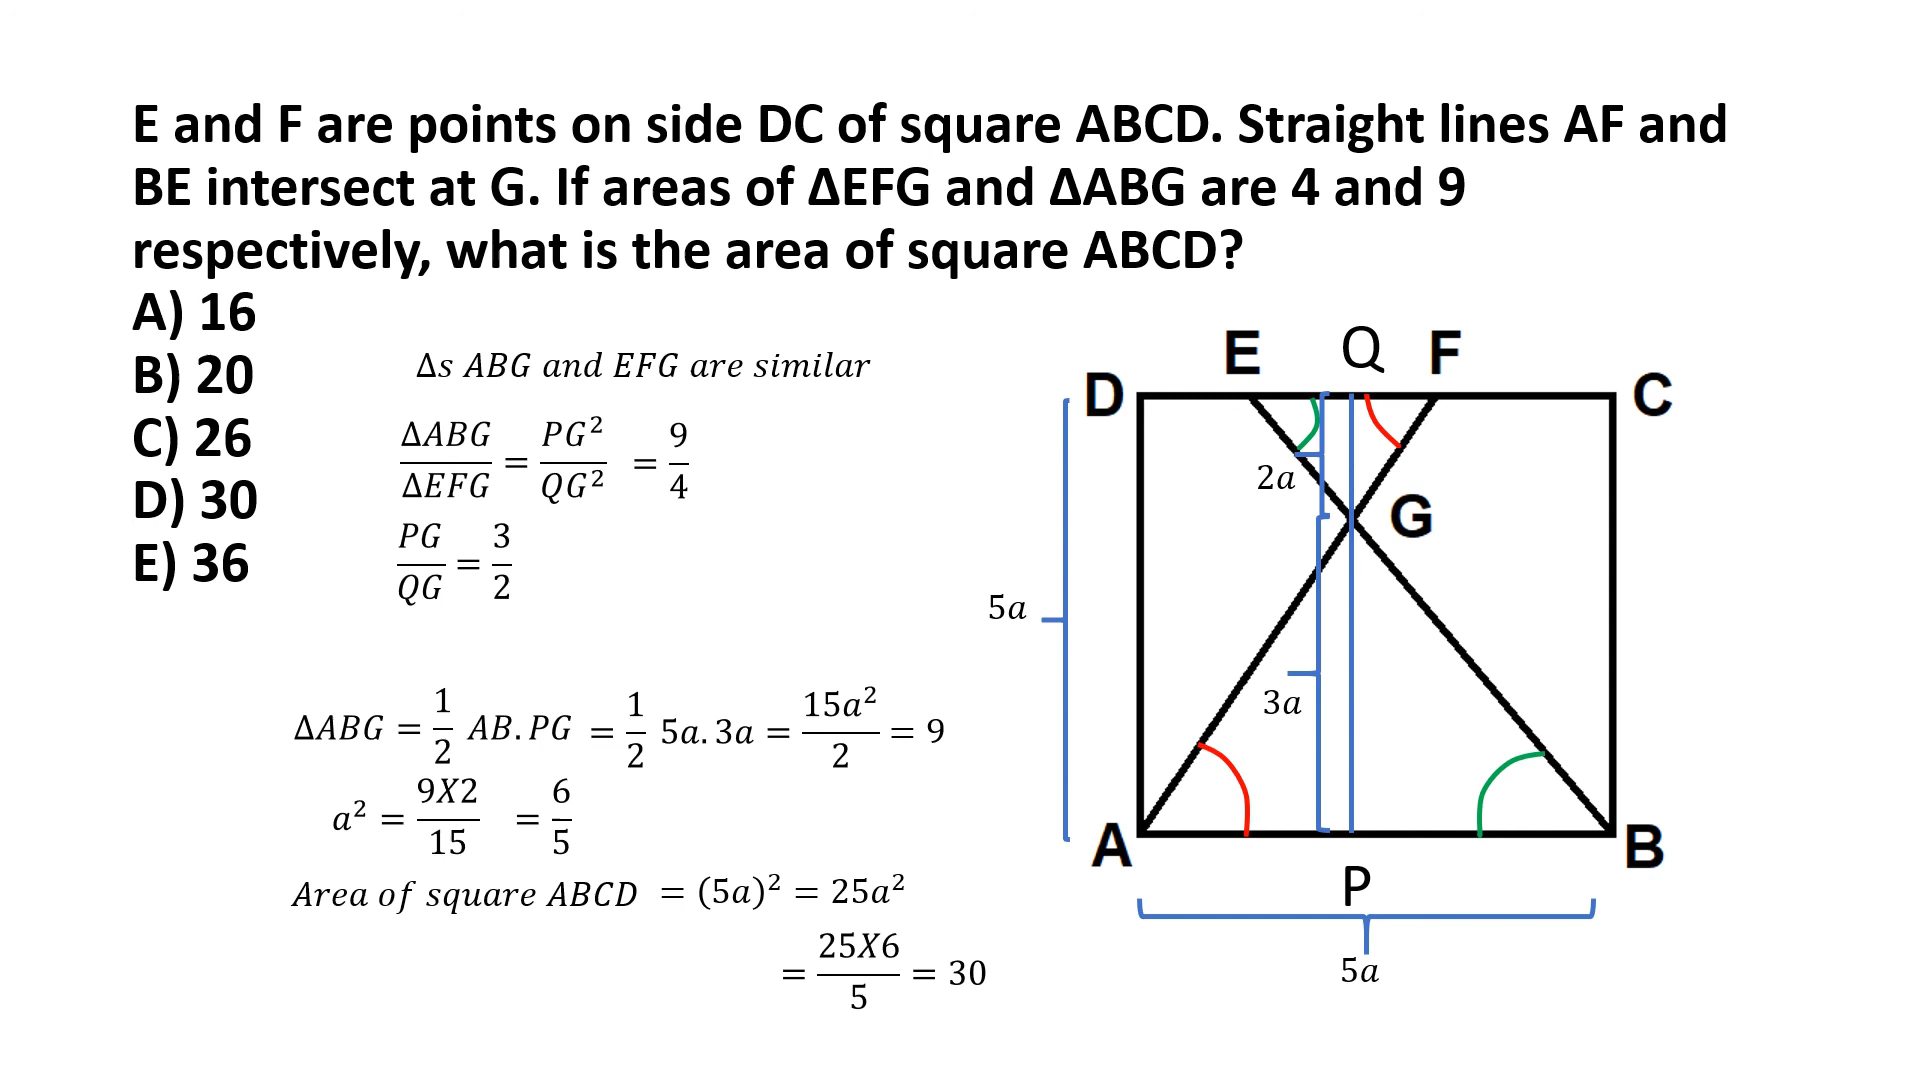 E and F are points on side DC of square ABCD. Straight lines AF and
BE intersect at G. If areas of ΔEFG and ΔABG are 4 and 9
respectively, what is the area of square ABCD?
A) 16
B) 20
C) 26
D) 30
E) 36
Δs ABG and EFG are similar
ΔABG/ΔEFG = PG²/QG² = 9/4
PG/QG = 3/2
ΔABG = 1/2 AB.PG = 1/2 5a.3a = 15a²/2 = 9
a² = 9X2/15 = 6/5
Area of square ABCD = (5a)² = 25a²
= 25X6/5 = 30
E Q F
D C
2a
G
5a
3a
A B
P
5a